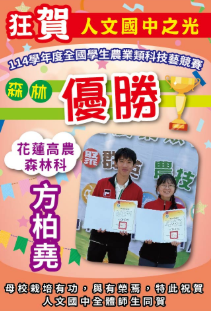 狂賀 人文國中之光
114學年度全國學生農業類科技藝競賽
森林 優勝
花蓮高農
森林科
方柏堯
母校栽培有功，與有榮焉，特此祝賀
人文國中全體師生同賀